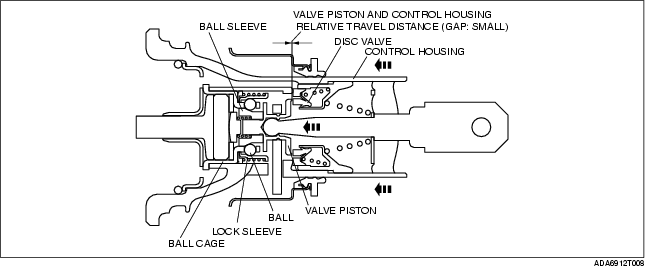 BALL SLEEVE
VALVE PISTON AND CONTROL HOUSING
RELATIVE TRAVEL DISTANCE (GAP: SMALL)
DISC VALVE
CONTROL HOUSING
VALVE PISTON
BALL
LOCK SLEEVE
BALL CAGE
ADA6912T008